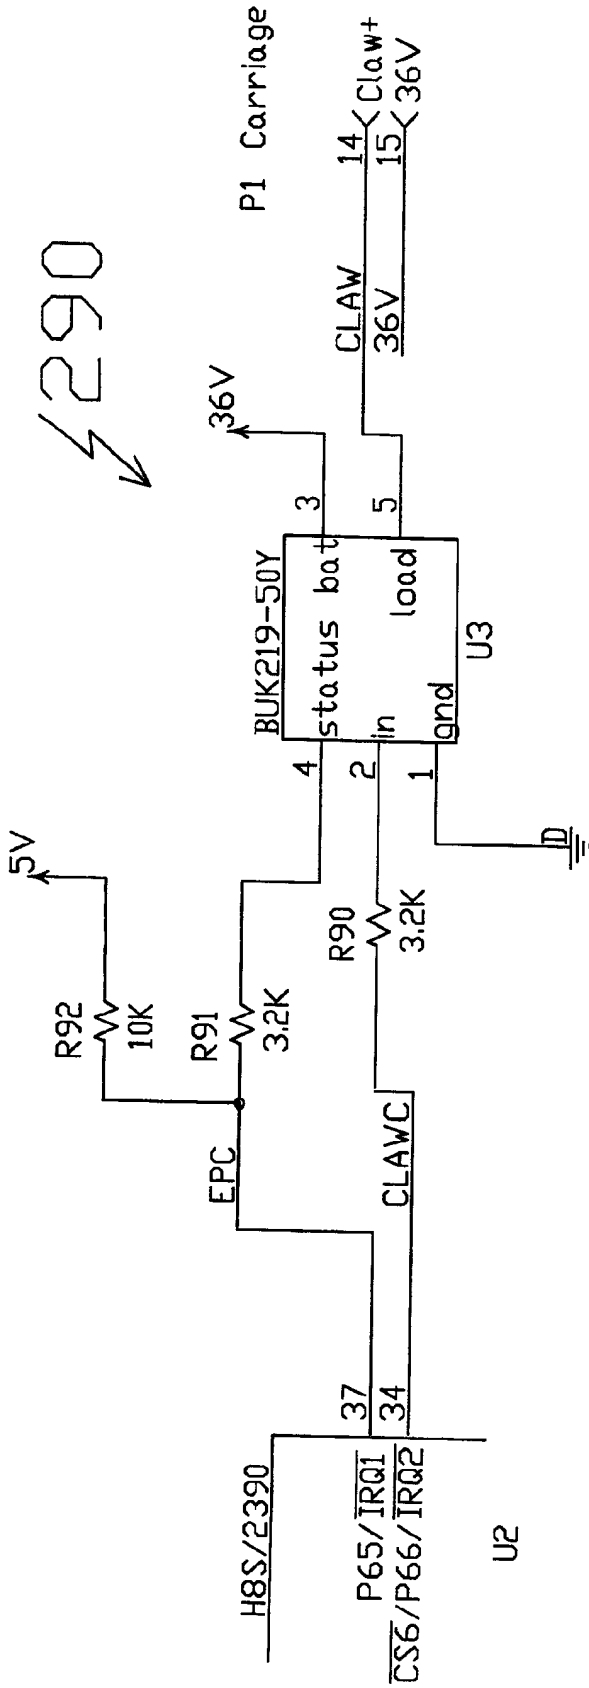 290
P1 Carriage
H8S/2390
P65/IRQ1
CS6/P66/IRQ2
U2
37
34
EPC
CLAWC
R92
10K
5V
R91
3.2K
R90
3.2K
D
BUK219-50Y
4
status
bat
3
2
in
load
5
1
gnd
U3
36V
CLAW
36V
14
Claw+
15
36V